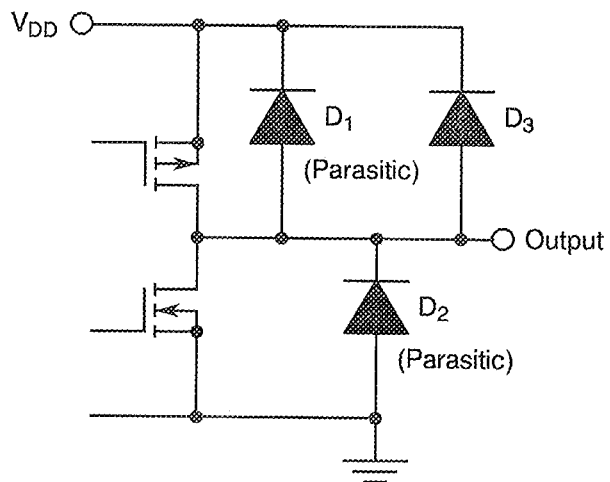 V_DD
D_1
D_3
(Parasitic)
Output
D_2
(Parasitic)